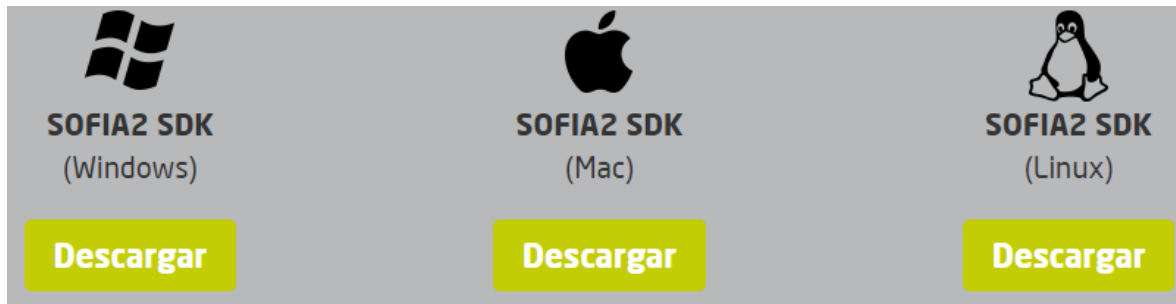 SOFIA2 SDK
(Windows)
Descargar
SOFIA2 SDK
(Mac)
Descargar
SOFIA2 SDK
(Linux)
Descargar